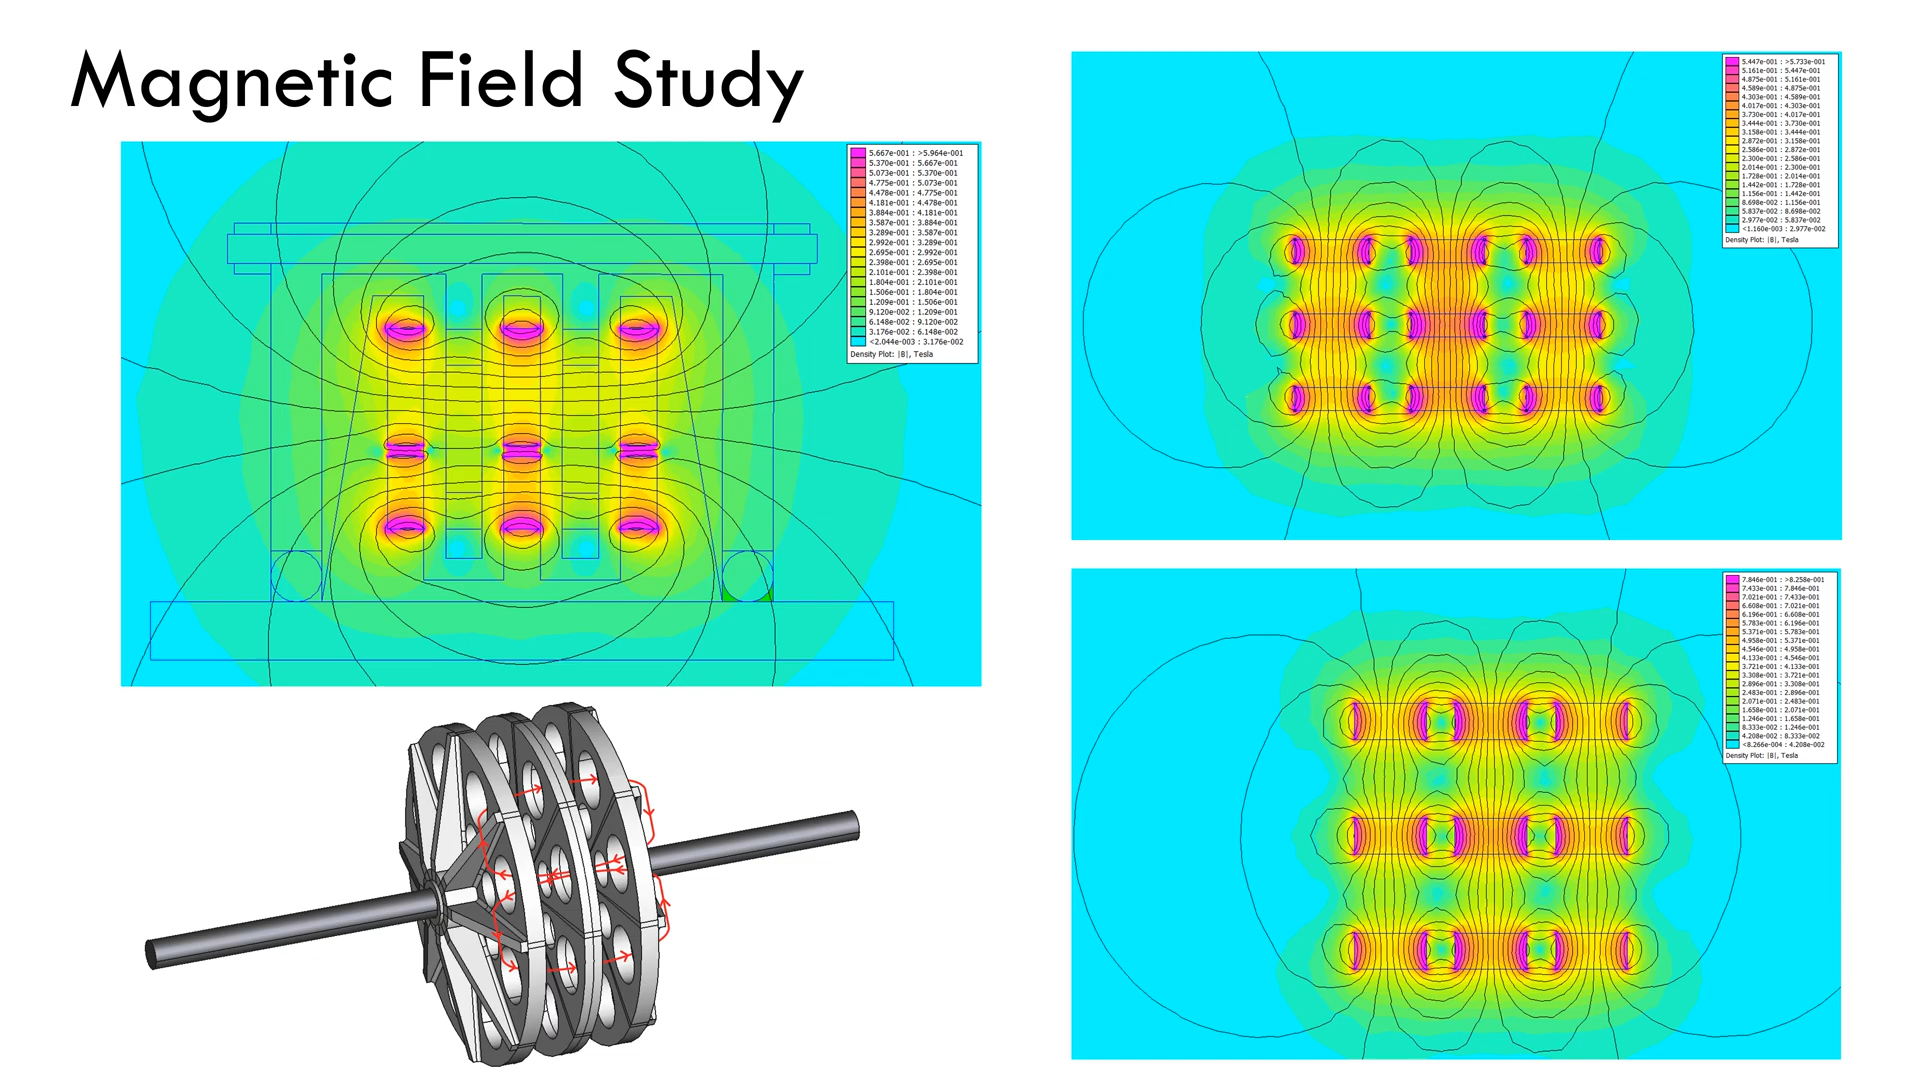 Magnetic Field Study
5.667e-001 : >5.964e-001
5.370e-001 : 5.667e-001
5.073e-001 : 5.370e-001
4.775e-001 : 5.073e-001
4.478e-001 : 4.775e-001
4.181e-001 : 4.478e-001
3.884e-001 : 4.181e-001
3.587e-001 : 3.884e-001
3.289e-001 : 3.587e-001
2.992e-001 : 3.289e-001
2.695e-001 : 2.992e-001
2.398e-001 : 2.695e-001
2.101e-001 : 2.398e-001
1.804e-001 : 2.101e-001
1.506e-001 : 1.804e-001
1.209e-001 : 1.506e-001
9.120e-002 : 1.209e-001
6.148e-002 : 9.120e-002
3.176e-002 : 6.148e-002
<2.044e-003 : 3.176e-002
Density Plot: |B|, Tesla
5.447e-001 : >5.733e-001
5.161e-001 : 5.447e-001
4.875e-001 : 5.161e-001
4.589e-001 : 4.875e-001
4.303e-001 : 4.589e-001
4.017e-001 : 4.303e-001
3.730e-001 : 4.017e-001
3.444e-001 : 3.730e-001
3.158e-001 : 3.444e-001
2.872e-001 : 3.158e-001
2.586e-001 : 2.872e-001
2.300e-001 : 2.586e-001
2.014e-001 : 2.300e-001
1.728e-001 : 2.014e-001
1.442e-001 : 1.728e-001
1.156e-001 : 1.442e-001
8.698e-002 : 1.156e-001
5.837e-002 : 8.698e-002
2.977e-002 : 5.837e-002
<1.160e-003 : 2.977e-002
Density Plot: |B|, Tesla
7.846e-001 : >8.258e-001
7.433e-001 : 7.846e-001
7.021e-001 : 7.433e-001
6.608e-001 : 7.021e-001
6.196e-001 : 6.608e-001
5.783e-001 : 6.196e-001
5.371e-001 : 5.783e-001
4.958e-001 : 5.371e-001
4.546e-001 : 4.958e-001
4.133e-001 : 4.546e-001
3.721e-001 : 4.133e-001
3.308e-001 : 3.721e-001
2.896e-001 : 3.308e-001
2.483e-001 : 2.896e-001
2.071e-001 : 2.483e-001
1.658e-001 : 2.071e-001
1.246e-001 : 1.658e-001
8.333e-002 : 1.246e-001
4.208e-002 : 8.333e-002
<8.266e-004 : 4.208e-002
Density Plot: |B|, Tesla